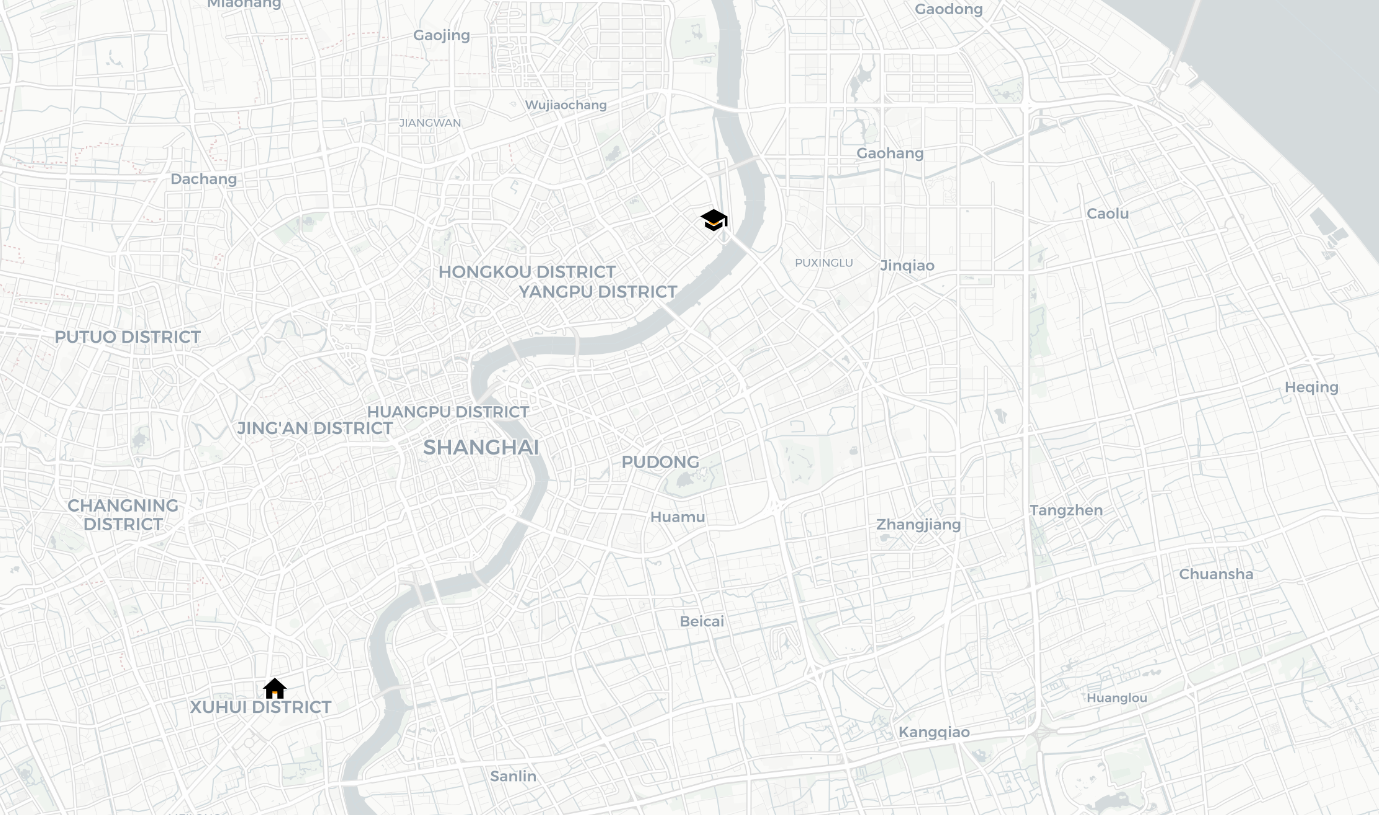 Miaohang
Gaodong
Gaojing
Wujiaochang
JIANGWAN
Gaohang
Dachang
Caolu
PUXINGLU
Jinqiao
HONGKOU DISTRICT
YANGPU DISTRICT
PUTUO DISTRICT
Heqing
HUANGPU DISTRICT
JING'AN DISTRICT
SHANGHAI
PUDONG
CHANGNING
DISTRICT
Huamu
Tangzhen
Zhangjiang
Chuansha
Beicai
Huanglou
XUHUI DISTRICT
Kangqiao
Sanlin